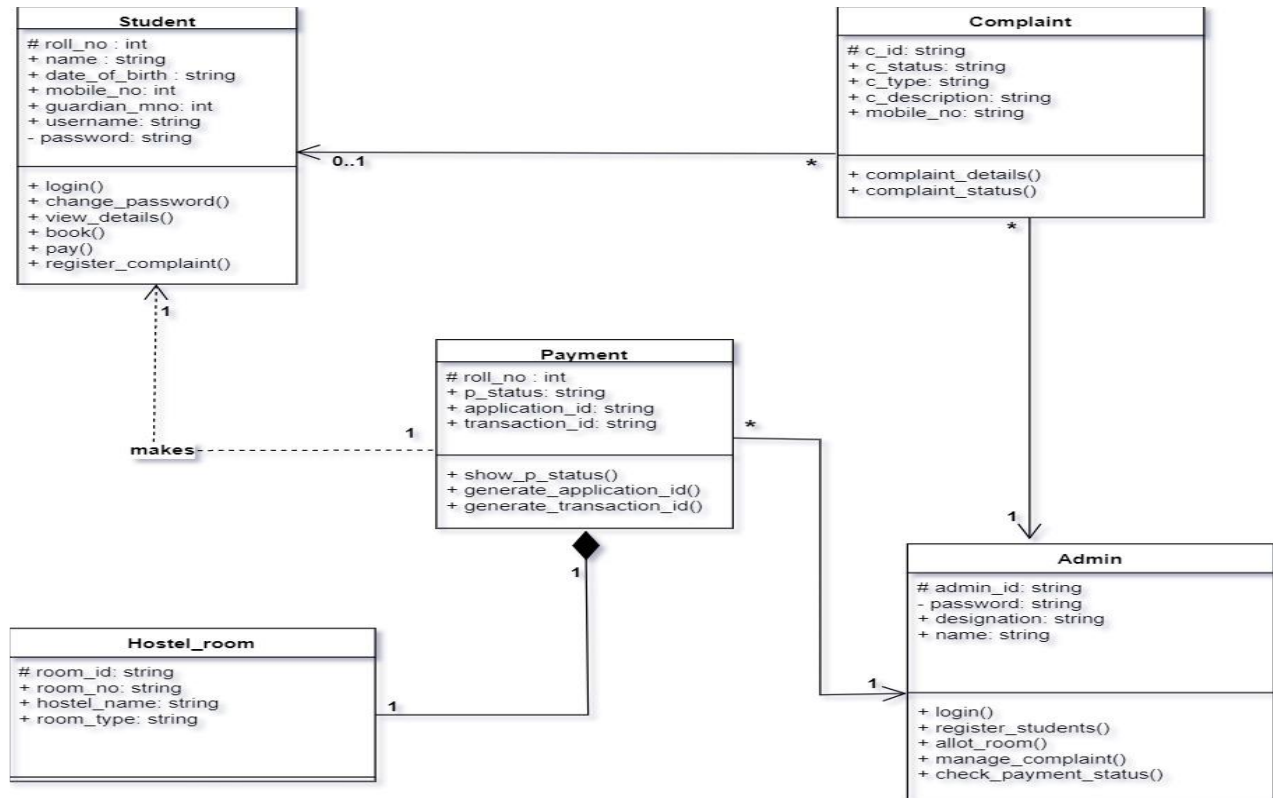 Student
# roll_no : int
+ name : string
+ date_of_birth : string
+ mobile_no: int
+ guardian_mno: int
+ username: string
- password: string
+ login()
+ change_password()
+ view_details()
+ book()
+ pay()
+ register_complaint()
Complaint
# c_id: string
+ c_status: string
+ c_type: string
+ c_description: string
+ mobile_no: string
+ complaint_details()
+ complaint_status()
0..1
*
*
1
1
makes
1
Payment
# roll_no : int
+ p_status: string
+ application_id: string
+ transaction_id: string
+ show_p_status()
+ generate_application_id()
+ generate_transaction_id()
*
1
1
1
Hostel_room
# room_id: string
+ room_no: string
+ hostel_name: string
+ room_type: string
Admin
# admin_id: string
- password: string
+ designation: string
+ name: string
+ login()
+ register_students()
+ allot_room()
+ manage_complaint()
+ check_payment_status()